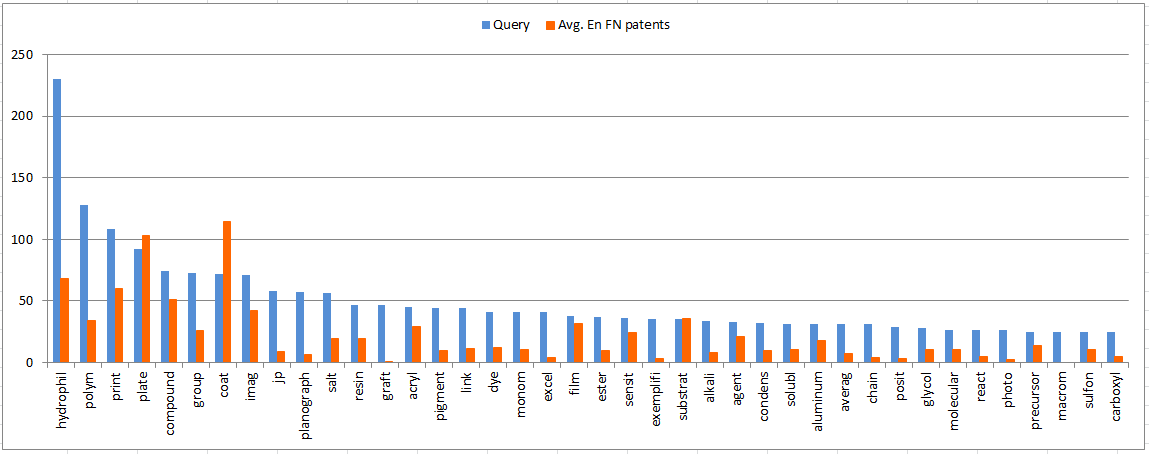 Query
Avg. En FN patents
250
200
150
100
50
0
hydrophil
polym
print
plate
compound
group
coat
imag
jp
planograph
salt
resin
graft
acryl
pigment
link
dye
monom
excel
film
ester
sensit
exemplifi
substrat
alkali
agent
condens
solubl
aluminum
averag
chain
posit
glycol
molecular
react
photo
precursor
macrom
sulfon
carboxyl